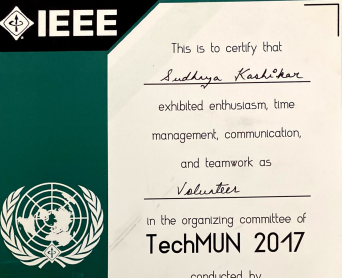 IEEE
This is to certify that
Sudhaya Kashikar
exhibited enthusiasm, time
management, communication,
and teamwork as
Volunteer
in the organizing committee of
TechMUN 2017
conducted by